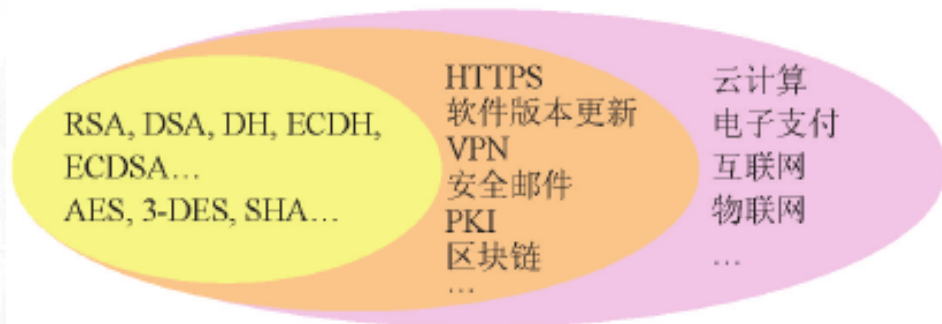 RSA, DSA, DH, ECDH,
ECDSA…
AES, 3-DES, SHA…
HTTPS
软件版本更新
VPN
安全邮件
PKI
区块链
…
云计算
电子支付
互联网
物联网
…